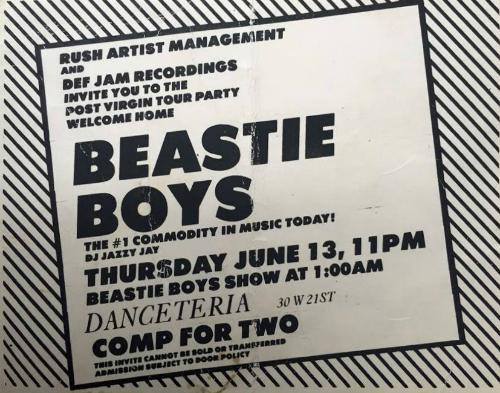 RUSH ARTIST MANAGEMENT
AND
DEF JAM RECORDINGS
INVITE YOU TO THE
POST VIRGIN TOUR PARTY
WELCOME HOME
BEASTIE
BOYS
THE #1 COMMODITY IN MUSIC TODAY!
DJ JAZZY JAY
THURSDAY JUNE 13, 11PM
BEASTIE BOYS SHOW AT 1:00AM
DANCETERIA 30 W 21ST
COMP FOR TWO
THIS INVITE CANNOT BE SOLD OR TRANSFERRED
ADMISSION SUBJECT TO DOOR POLICY